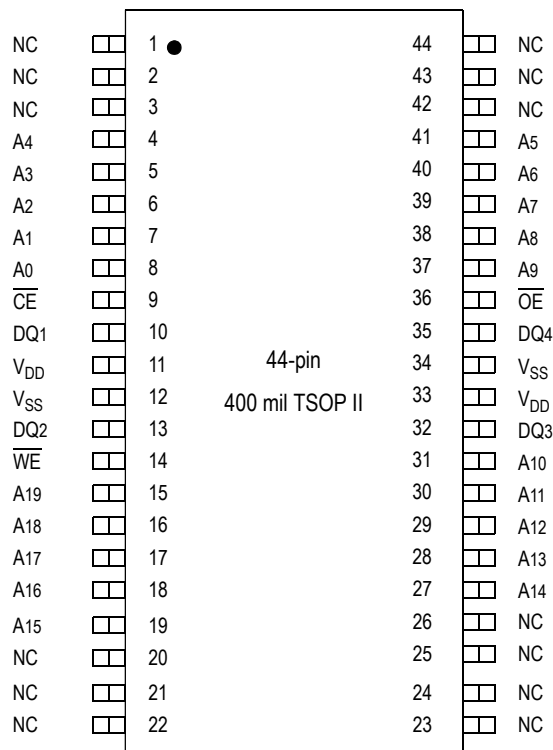 NC 1 44 NC
NC 2 43 NC
NC 3 42 NC
A4 4 41 A5
A3 5 40 A6
A2 6 39 A7
A1 7 38 A8
A0 8 37 A9
C̅E̅ 9 36 O̅E̅
DQ1 10 35 DQ4
VDD 11 44-pin 34 VSS
VSS 12 400 mil TSOP II 33 VDD
DQ2 13 32 DQ3
W̅E̅ 14 31 A10
A19 15 30 A11
A18 16 29 A12
A17 17 28 A13
A16 18 27 A14
A15 19 26 NC
NC 20 25 NC
NC 21 24 NC
NC 22 23 NC